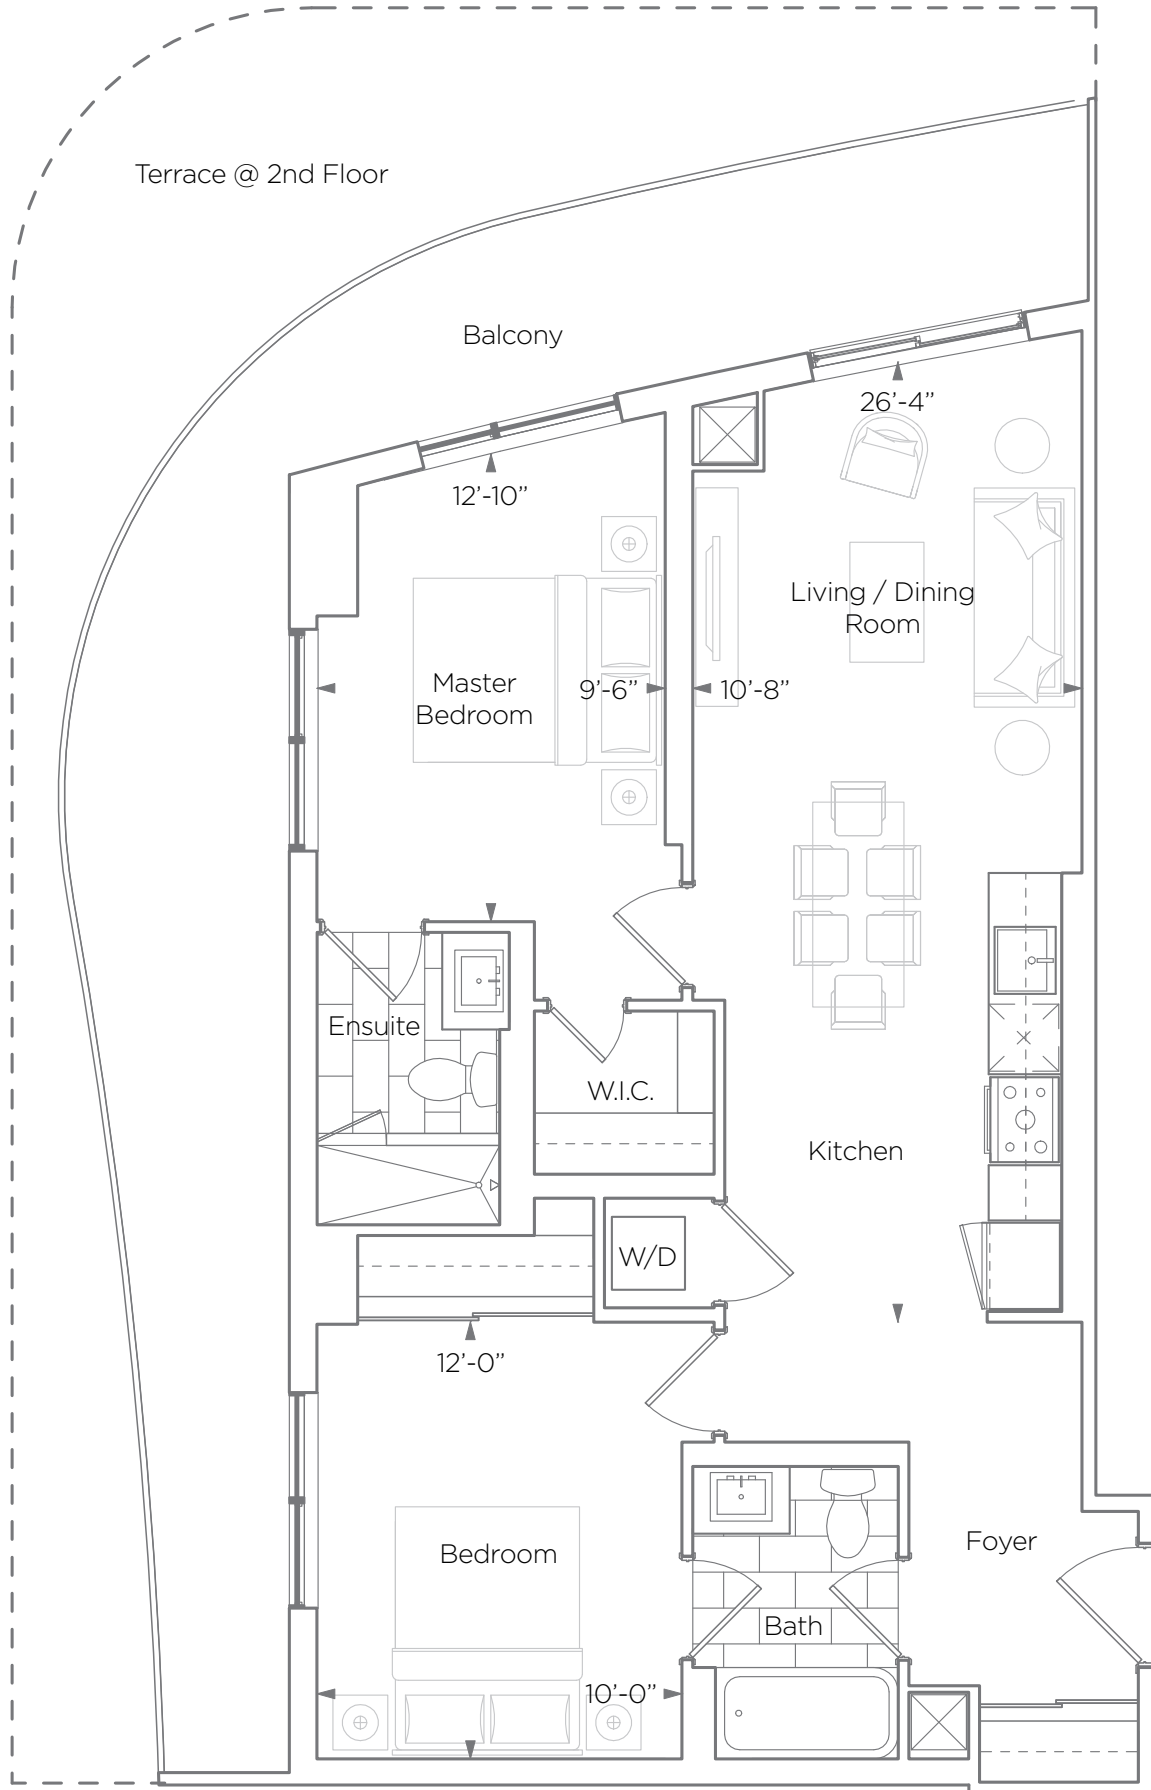 Terrace @ 2nd Floor
Balcony
26’-4”
12’-10”
Living / Dining
Room
Master
Bedroom
9’-6”
10’-8”
Ensuite
W.I.C.
Kitchen
W/D
12’-0”
Foyer
Bedroom
Bath
10’-0”